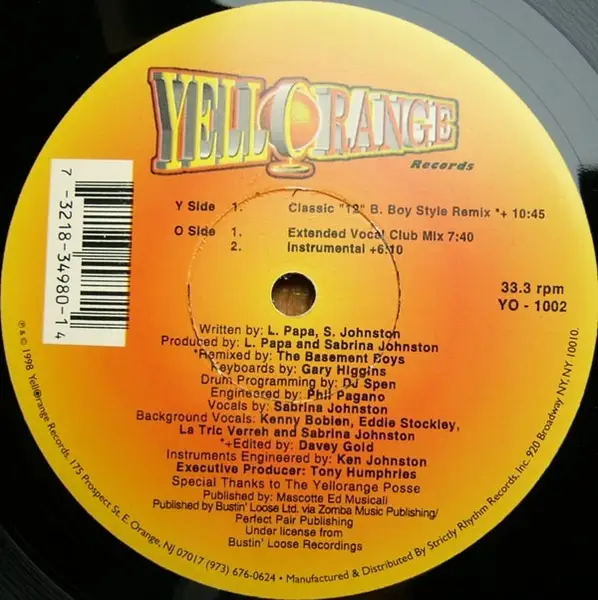 YELLORANGE
Records
7 - 3218-34980-1 4
Y Side 1. Classic "12" B. Boy Style Remix *+ 10:45
O Side 1. Extended Vocal Club Mix 7:40
2. Instrumental +6:10
33.3 rpm
YO - 1002
Written by: L. Papa, S. Johnston
Produced by: L. Papa and Sabrina Johnston
*Remixed by: The Basement Boys
Keyboards by: Gary Higgins
Drum Programming by: DJ Spen
Engineered by: Phil Pagano
Vocals by: Sabrina Johnston
Background Vocals: Kenny Bobien, Eddie Stockley,
La Tric Verreh and Sabrina Johnston
*+Edited by: Davey Gold
Instruments Engineered by: Ken Johnston
Executive Producer: Tony Humphries
Special Thanks to The Yellorange Posse
Published by: Mascotte Ed Musicali
Published by Bustin' Loose Ltd. via Zomba Music Publishing/
Perfect Pair Publishing
Under license from
Bustin' Loose Recordings
℗ & © 1998 YellOrange Records, 175 Prospect St. E. Orange, NJ 07017 (973) 676-0624 • Manufactured & Distributed By Strictly Rhythm Records, Inc. 920 Broadway NY, NY 10010.